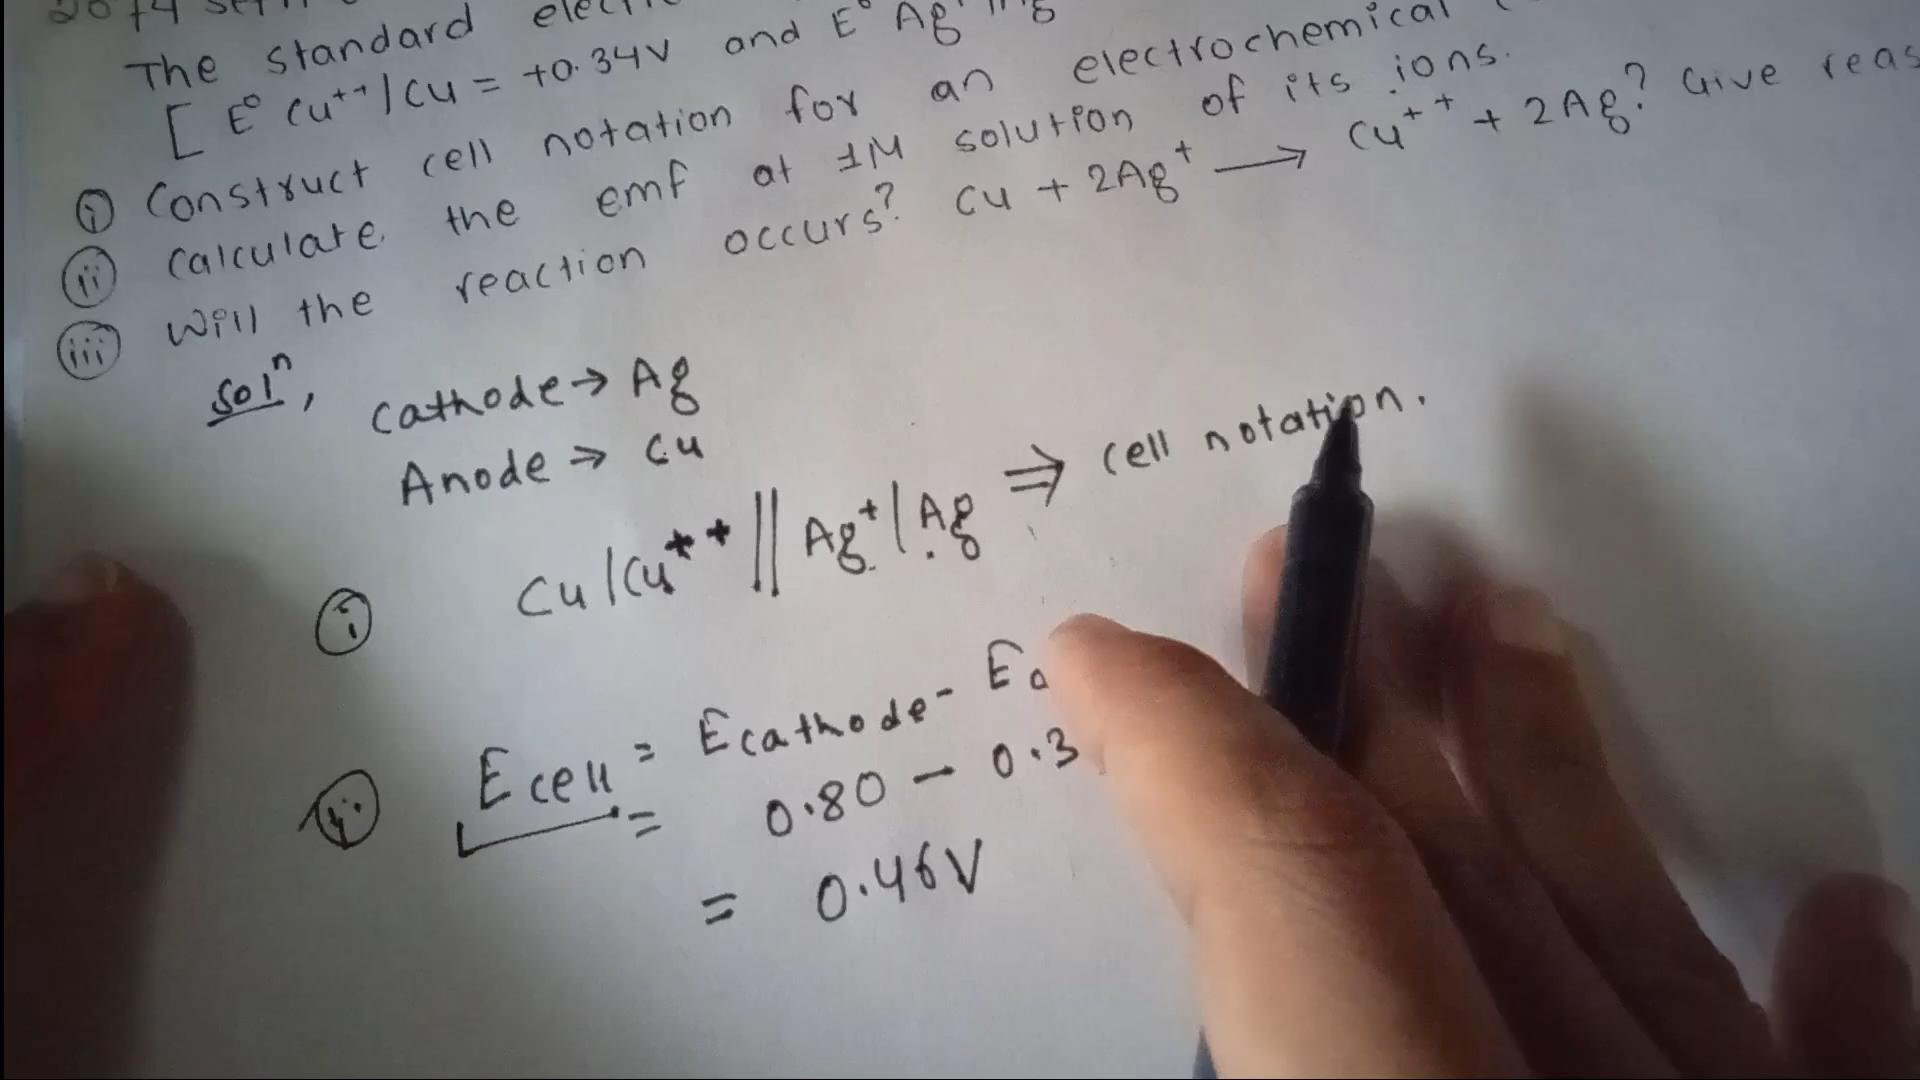 The standard
[ E° Cu⁺⁺/Cu = +0.34V and E° Ag
(i) Construct cell notation for an electrochemical
(ii) Calculate the emf at 1M solution of its ions.
(iii) Will the reaction occurs? Cu + 2Ag⁺ → Cu⁺⁺ + 2Ag? Give
Solⁿ,
Cathode → Ag
Anode → Cu
(i) Cu/Cu⁺⁺ || Ag⁺|Ag ⇒ Cell notation.
(ii) Ecell = Ecathode -
= 0.80 - 0.3
= 0.46V